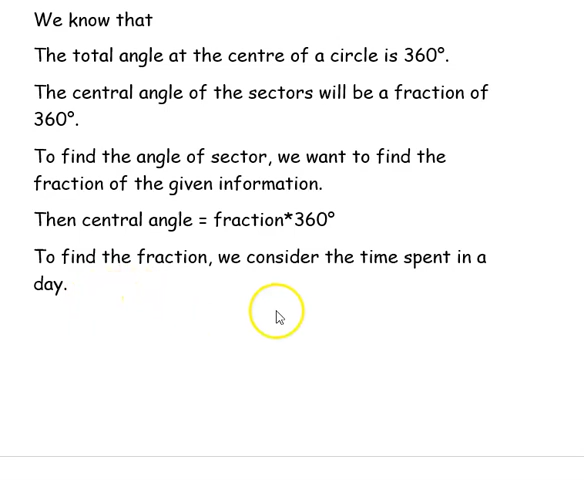 We know that
The total angle at the centre of a circle is 360°.
The central angle of the sectors will be a fraction of
360°.
To find the angle of sector, we want to find the
fraction of the given information.
Then central angle = fraction*360°
To find the fraction, we consider the time spent in a
day.